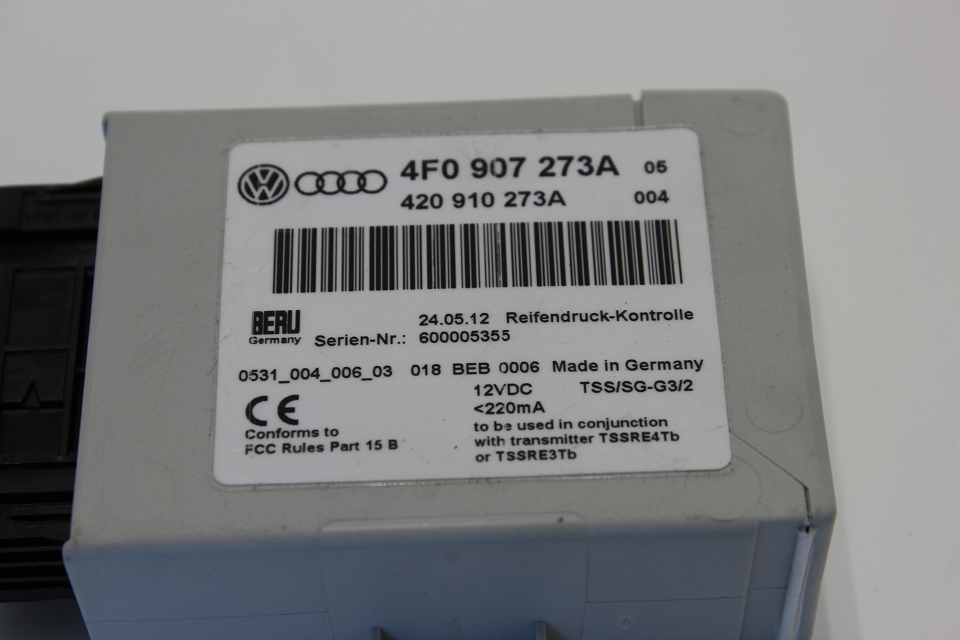 4F0 907 273A 05
420 910 273A 004
BERU
Germany
24.05.12 Reifendruck-Kontrolle
Serien-Nr.: 600005355
0531_004_006_03 018 BEB 0006 Made in Germany
12VDC TSS/SG-G3/2
<220mA
CE
Conforms to
FCC Rules Part 15 B
to be used in conjunction
with transmitter TSSRE4Tb
or TSSRE3Tb